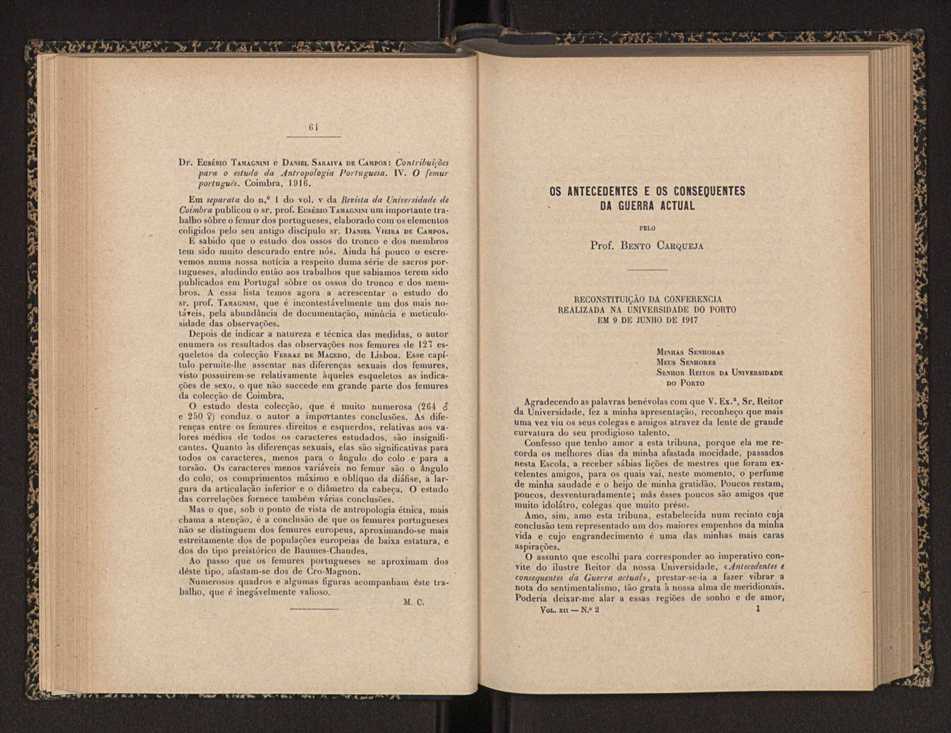 64
Dr. Eusébio Tamagnini e Daniel Saraiva de Campos: Contribuïções
para o estudo da Antropologia Portuguesa. IV. O femur
português. Coimbra, 1916.
Em separata do n.º 1 do vol. v da Revista da Universidade de
Coimbra publicou o sr. prof. Eusébio Tamagnini um importante tra-
balho sôbre o femur dos portugueses, elaborado com os elementos
coligidos pelo seu antigo discípulo sr. Daniel Vieira de Campos.
E sabido que o estudo dos ossos do tronco e dos membros
tem sido muito descurado entre nós. Ainda há pouco o escre-
vemos numa nossa notícia a respeito duma série de sacros por-
tugueses, aludindo então aos trabalhos que sabiamos terem sido
publicados em Portugal sôbre os ossos do tronco e dos mem-
bros. A essa lista temos agora a acrescentar o estudo do
sr. prof. Tamagnini, que é incontestávelmente um dos mais no-
táveis, pela abundância de documentação, minúcia e meticulo-
sidade das observações.
Depois de indicar a natureza e técnica das medidas, o autor
enumera os resultados das observações nos femures de 127 es-
queletos da colecção Ferraz de Macedo, de Lisboa. Esse capí-
tulo permite-lhe assentar nas diferenças sexuais dos femures,
visto possuirem-se relativamente àqueles esqueletos as indica-
ções de sexo, o que não succede em grande parte dos femures
da colecção de Coimbra.
O estudo desta colecção, que é muito numerosa (264 ♂
e 250 ♀) conduz o autor a importantes conclusões. As dife-
renças entre os femures direitos e esquerdos, relativas aos va-
lores médios de todos os caracteres estudados, são insignifi-
cantes. Quanto às diferenças sexuais, elas são significativas para
todos os caracteres, menos para o ângulo do colo e para a
torsão. Os caracteres menos variáveis no femur são o ângulo
do colo, os comprimentos máximo e oblíquo da diáfise, a lar-
gura da articulação inferior e o diâmetro da cabeça. O estudo
das correlações fornece também várias conclusões.
Mas o que, sob o ponto de vista de antropologia étnica, mais
chama a atenção, é a conclusão de que os femures portugueses
não se distinguem dos femures europeus, aproximando-se mais
estreitamente dos de populações europeias de baixa estatura, e
dos do tipo preistórico de Baumes-Chaudes.
Ao passo que os femures portugueses se aproximam dos
dêste tipo, afastam-se dos de Cro-Magnon.
Numerosos quadros e algumas figuras acompanham êste tra-
balho, que é inegávelmente valioso.
M. C.
OS ANTECEDENTES E OS CONSEQUENTES
DA GUERRA ACTUAL
PELO
Prof. Bento Carqueja
RECONSTITUIÇÃO DA CONFERENCIA
REALIZADA NA UNIVERSIDADE DO PORTO
EM 9 DE JUNHO DE 1917
Minhas Senhoras
Meus Senhores
Senhor Reitor da Universidade
do Porto
Agradecendo as palavras benévolas com que V. Ex.ª, Sr. Reitor
da Universidade, fez a minha apresentação, reconheço que mais
uma vez viu os seus colegas e amigos atravez da lente de grande
curvatura do seu prodigioso talento.
Confesso que tenho amor a esta tribuna, porque ela me re-
corda os melhores dias da minha afastada mocidade, passados
nesta Escola, a receber sábias lições de mestres que foram ex-
celentes amigos, para os quais vai, neste momento, o perfume
de minha saudade e o beijo de minha gratidão. Poucos restam,
poucos, desventuradamente; más êsses poucos são amigos que
muito idolátro, colegas que muito préso.
Amo, sim, amo esta tribuna, estabelecida num recinto cuja
conclusão tem representado um dos maiores empenhos da minha
vida e cujo engrandecimento é uma das minhas mais caras
aspirações.
O assunto que escolhi para corresponder ao imperativo con-
vite do ilustre Reitor da nossa Universidade, «Antecedentes e
consequentes da Guerra actual», prestar-se-ia a fazer vibrar a
nota do sentimentalismo, tão grata à nossa alma de meridionais.
Poderia deixar-me alar a essas regiões de sonho e de amor,
Vol. xii — N.º 2 1